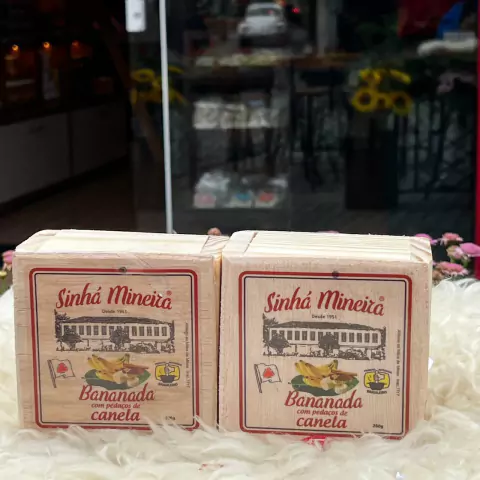 Sinhá Mineira
Desde 1951
Bananada
com pedaços de
canela
Sinhá Mineira
Desde 1951
Bananada
com pedaços de
canela